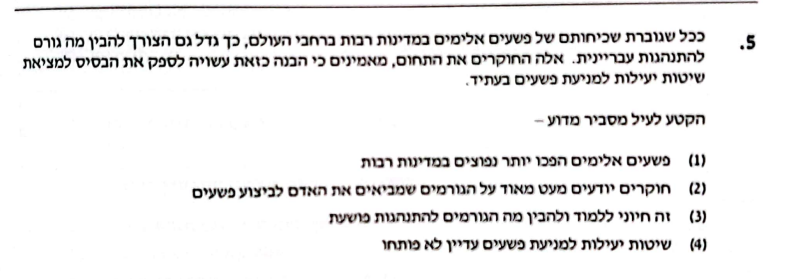 5. ככל שגוברת שכיחותם של פשעים אלימים במדינות רבות ברחבי העולם, כך גדל גם הצורך להבין מה גורם
להתנהגות עבריינית. אלה החוקרים את התחום, מאמינים כי הבנה כזאת עשויה לספק את הבסיס למציאת
שיטות יעילות למניעת פשעים בעתיד.
הקטע לעיל מסביר מדוע –
(1) פשעים אלימים הפכו יותר נפוצים במדינות רבות
(2) חוקרים יודעים מעט מאוד על הגורמים שמביאים את האדם לביצוע פשעים
(3) זה חיוני ללמוד ולהבין מה הגורמים להתנהגות פושעת
(4) שיטות יעילות למניעת פשעים עדיין לא פותחו